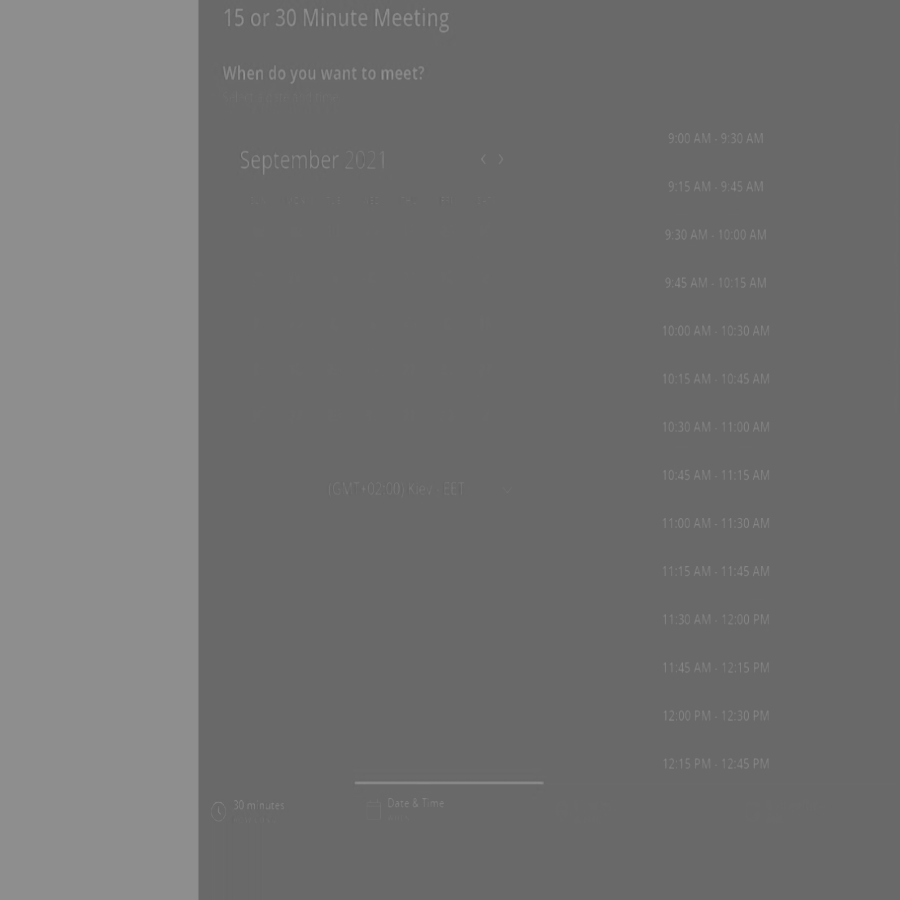 15 or 30 Minute Meeting
When do you want to meet?
September 2021
(GMT+02:00) Kiev - EET
9:00 AM - 9:30 AM
9:15 AM - 9:45 AM
9:30 AM - 10:00 AM
9:45 AM - 10:15 AM
10:00 AM - 10:30 AM
10:15 AM - 10:45 AM
10:30 AM - 11:00 AM
10:45 AM - 11:15 AM
11:00 AM - 11:30 AM
11:15 AM - 11:45 AM
11:30 AM - 12:00 PM
11:45 AM - 12:15 PM
12:00 PM - 12:30 PM
12:15 PM - 12:45 PM
30 minutes
Date & Time